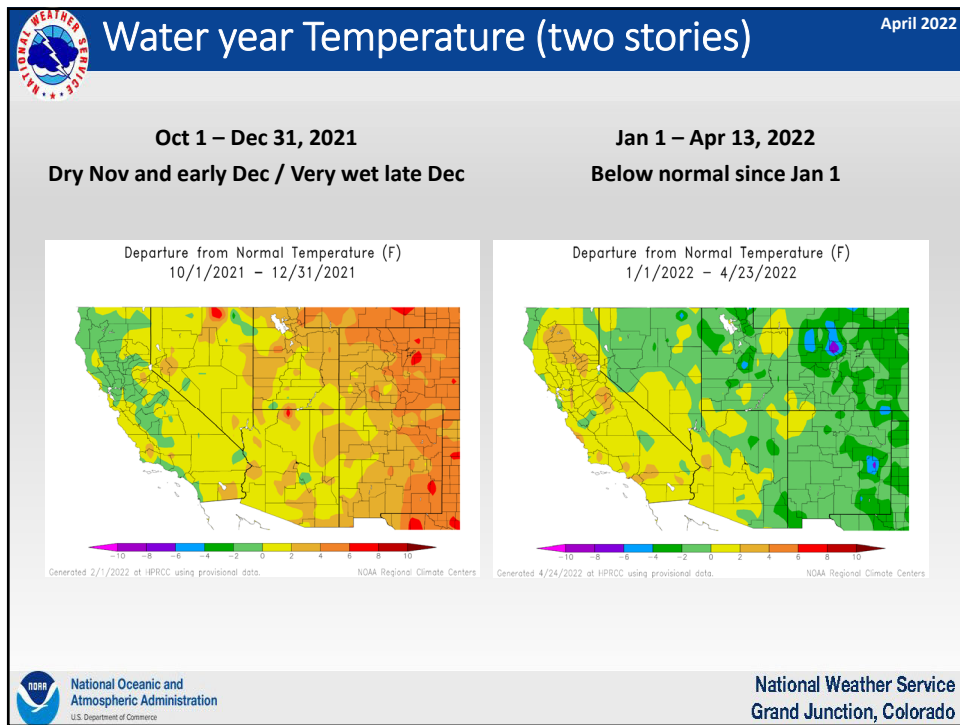 NATIONAL WEATHER SERVICE
Water year Temperature (two stories)
April 2022
Oct 1 – Dec 31, 2021
Dry Nov and early Dec / Very wet late Dec
Jan 1 – Apr 13, 2022
Below normal since Jan 1
Departure from Normal Temperature (F)
10/1/2021 – 12/31/2021
-10 -8 -6 -4 -2 0 2 4 6 8 10
Generated 2/1/2022 at HPRCC using provisional data.
NOAA Regional Climate Centers
Departure from Normal Temperature (F)
1/1/2022 – 4/23/2022
-10 -8 -6 -4 -2 0 2 4 6 8 10
Generated 4/24/2022 at HPRCC using provisional data.
NOAA Regional Climate Centers
NOAA
National Oceanic and
Atmospheric Administration
U.S. Department of Commerce
National Weather Service
Grand Junction, Colorado